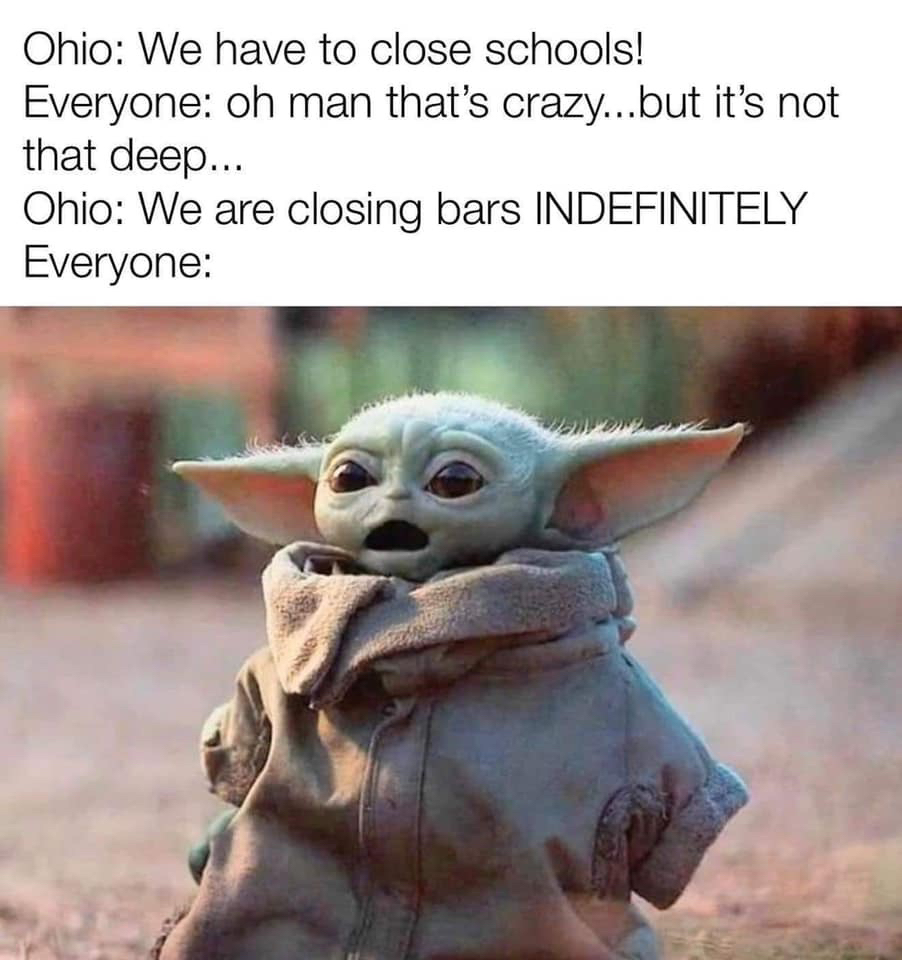 Ohio: We have to close schools!
Everyone: oh man that’s crazy...but it’s not
that deep...
Ohio: We are closing bars INDEFINITELY
Everyone: